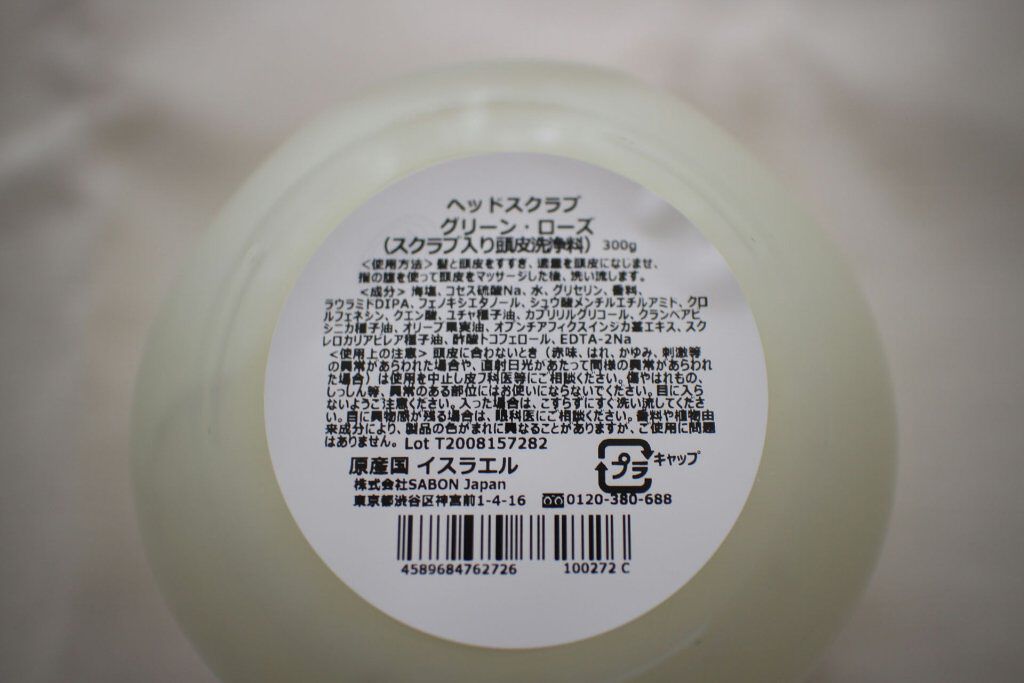 ヘッドスクラブ
グリーン・ローズ
(スクラブ入り頭皮洗浄料) 300g
<使用方法> 髪と頭皮をすすぎ、適量を頭皮になじませ、
指の腹を使って頭皮をマッサージした後、洗い流します。
<成分> 海塩、コセス硫酸Na、水、グリセリン、香料、
ラウラミドDIPA、フェノキシエタノール、シュウ酸メンチルエチルアミド、クロ
ルフェネシン、クエン酸、ユチャ種子油、カプリリルグリコール、クランベアビ
シニカ種子油、オリーブ果実油、オプンチアフィクスインジカ茎エキス、スク
レロカリアビレア種子油、酢酸トコフェロール、EDTA-2Na
<使用上の注意> 頭皮に合わないとき (赤味、はれ、かゆみ、刺激等
の異常があらわれた場合や、直射日光があたって同様の異常があらわれ
た場合) は使用を中止し皮フ科医等にご相談ください。傷やはれもの、
しっしん等、異常のある部位にはお使いにならないでください。目に入ら
ないようご注意ください。入った場合は、こすらずにすぐ洗い流してくださ
い。目に異物感が残る場合は、眼科医にご相談ください。香料や植物由
来成分により、製品の色がまれに異なることがありますが、ご使用に問題
はありません。 Lot T2008157282
原産国 イスラエル
プラ キャップ
株式会社SABON Japan
東京都渋谷区神宮前1-4-16 0120-380-688
4589684762726 100272 C